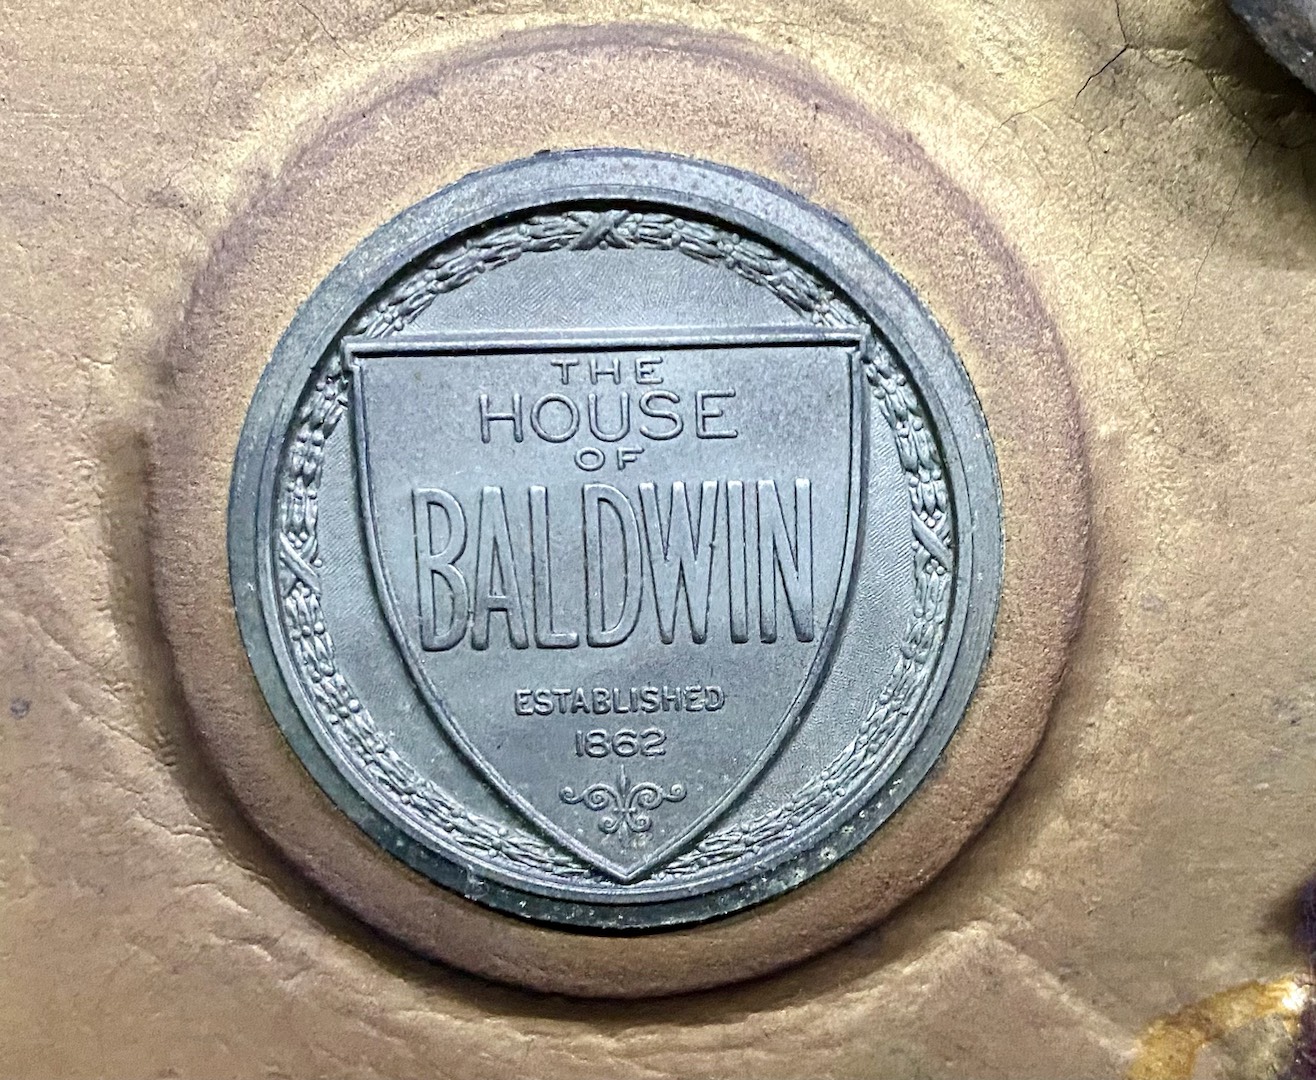 THE
HOUSE
OF
BALDWIN
ESTABLISHED
1862